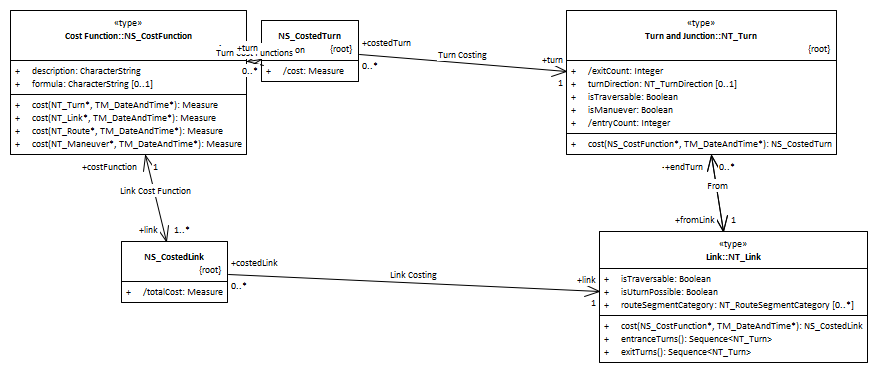 «type»
Cost Function::NS_CostFunction
+ description: CharacterString
+ formula: CharacterString [0..1]
+ cost(NT_Turn*, TM_DateAndTime*): Measure
+ cost(NT_Link*, TM_DateAndTime*): Measure
+ cost(NT_Route*, TM_DateAndTime*): Measure
+ cost(NT_Maneuver*, TM_DateAndTime*): Measure
+turn
0..*
NS_CostedTurn
{root}
+ /cost: Measure
+costedTurn
0..*
Turn Costing
+turn
1
«type»
Turn and Junction::NT_Turn
{root}
+ /exitCount: Integer
+ turnDirection: NT_TurnDirection [0..1]
+ isTraversable: Boolean
+ isManuever: Boolean
+ /entryCount: Integer
+ cost(NS_CostFunction*, TM_DateAndTime*): NS_CostedTurn
+costFunction
1
Link Cost Function
+link
1..*
+endTurn
0..*
From
+fromLink
1
NS_CostedLink
{root}
+ /totalCost: Measure
+costedLink
0..*
Link Costing
+link
1
«type»
Link::NT_Link
+ isTraversable: Boolean
+ isUturnPossible: Boolean
+ routeSegmentCategory: NT_RouteSegmentCategory [0..*]
+ cost(NS_CostFunction*, TM_DateAndTime*): NS_CostedLink
+ entranceTurns(): Sequence<NT_Turn>
+ exitTurns(): Sequence<NT_Turn>